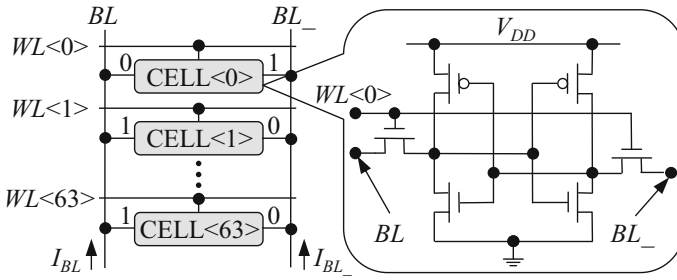 BL BL_
WL<0>
0 CELL<0> 1
WL<1>
1 CELL<1> 0
WL<63>
1 CELL<63> 0
I_BL I_BL_
V_DD
WL<0>
BL BL_